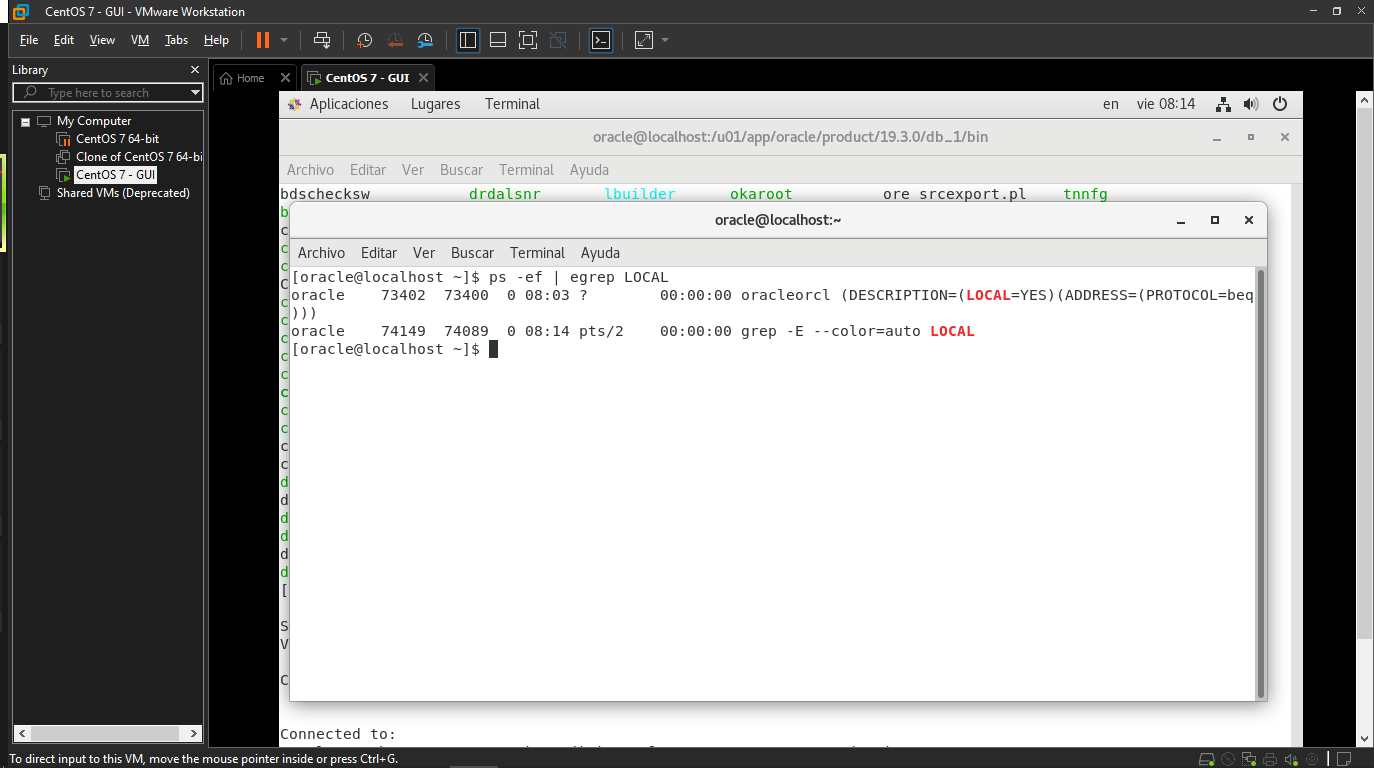 CentOS 7 - GUI - VMware Workstation
File Edit View VM Tabs Help
Library
Type here to search
My Computer
CentOS 7 64-bit
Clone of CentOS 7 64-bi
CentOS 7 - GUI
Shared VMs (Deprecated)
Home
CentOS 7 - GUI
Aplicaciones Lugares Terminal en vie 08:14
oracle@localhost:/u01/app/oracle/product/19.3.0/db_1/bin
Archivo Editar Ver Buscar Terminal Ayuda
bdschecksw drdalsnr lbuilder okaroot ore_srcexport.pl tnnfg
oracle@localhost:~
Archivo Editar Ver Buscar Terminal Ayuda
[oracle@localhost ~]$ ps -ef | egrep LOCAL
oracle 73402 73400 0 08:03 ? 00:00:00 oracleorcl (DESCRIPTION=(LOCAL=YES)(ADDRESS=(PROTOCOL=beq
)))
oracle 74149 74089 0 08:14 pts/2 00:00:00 grep -E --color=auto LOCAL
[oracle@localhost ~]$
b
c
c
c
C
c
c
c
c
c
c
c
c
c
c
d
d
d
d
d
d
[
S
V
C
Connected to:
To direct input to this VM, move the mouse pointer inside or press Ctrl+G.